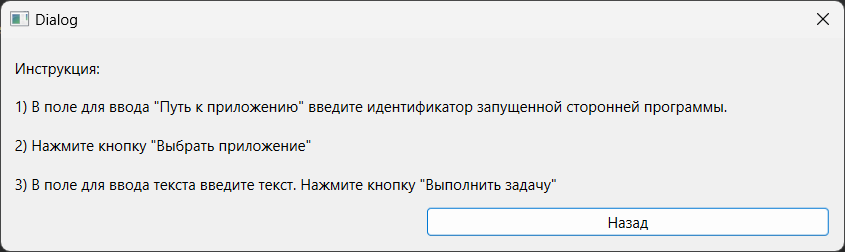 Dialog
Инструкция:
1) В поле для ввода "Путь к приложению" введите идентификатор запущенной сторонней программы.
2) Нажмите кнопку "Выбрать приложение"
3) В поле для ввода текста введите текст. Нажмите кнопку "Выполнить задачу"
Назад